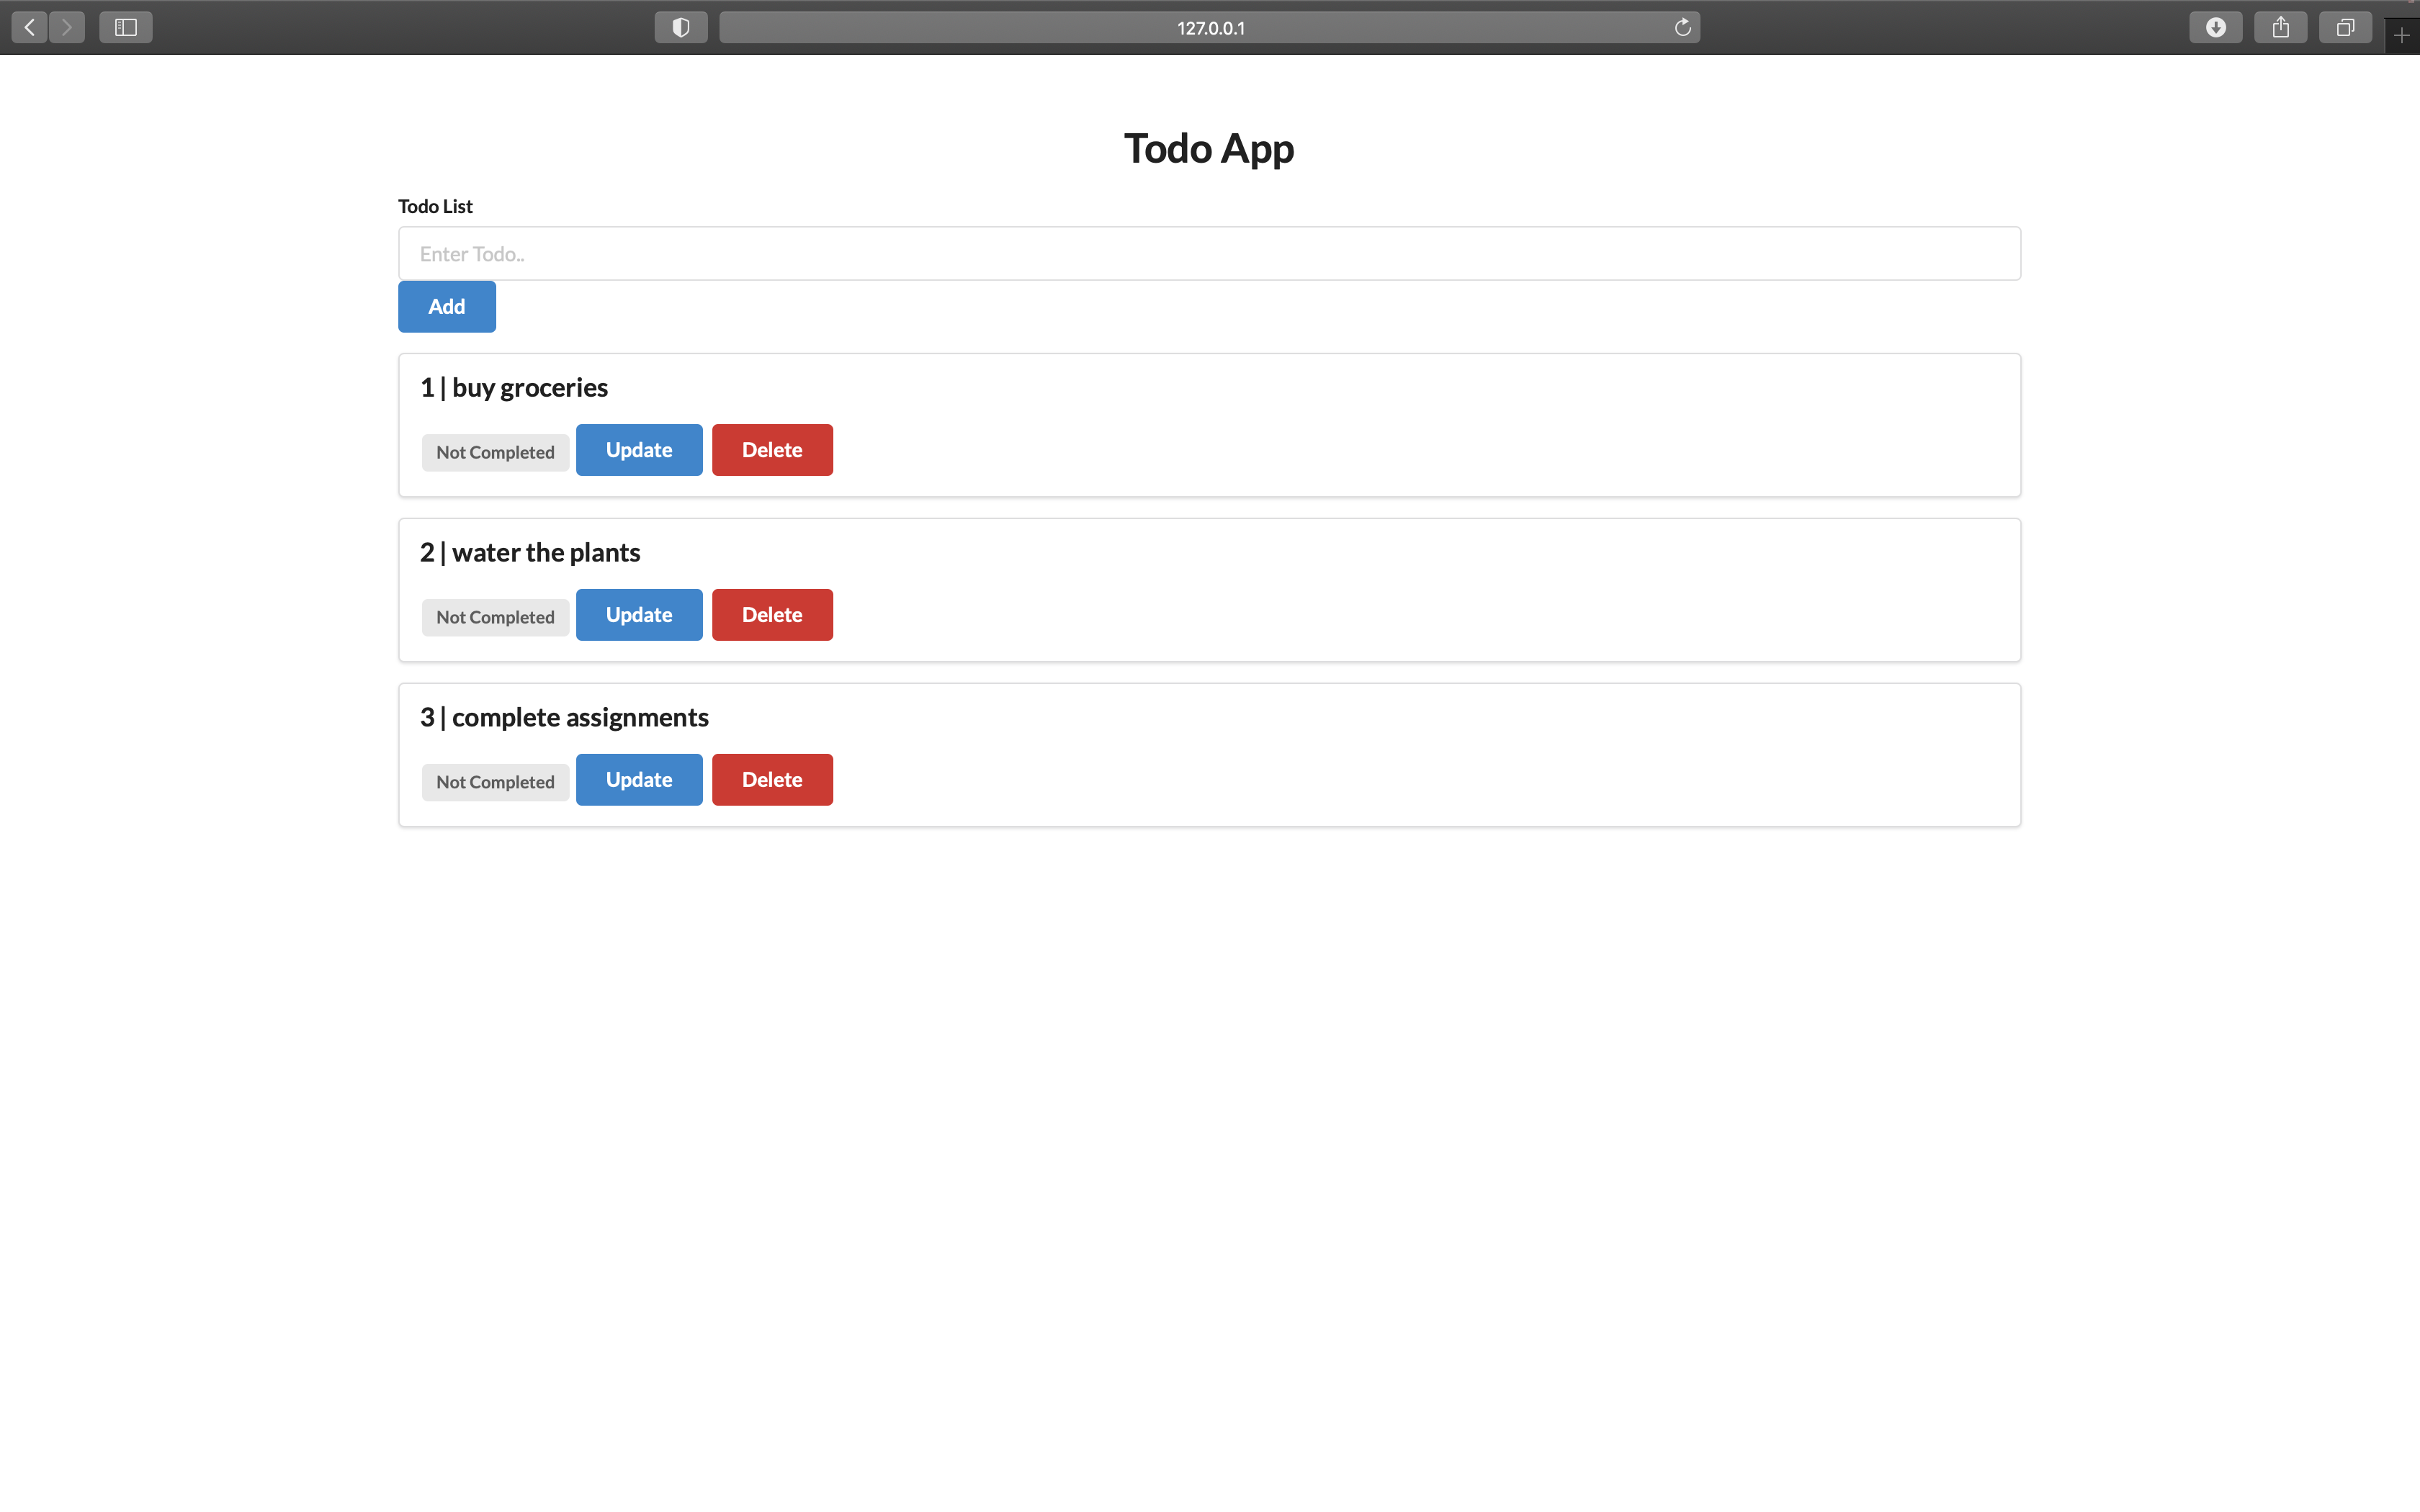 127.0.0.1
Todo App
Todo List
Enter Todo..
Add
1 | buy groceries
Not Completed Update Delete
2 | water the plants
Not Completed Update Delete
3 | complete assignments
Not Completed Update Delete